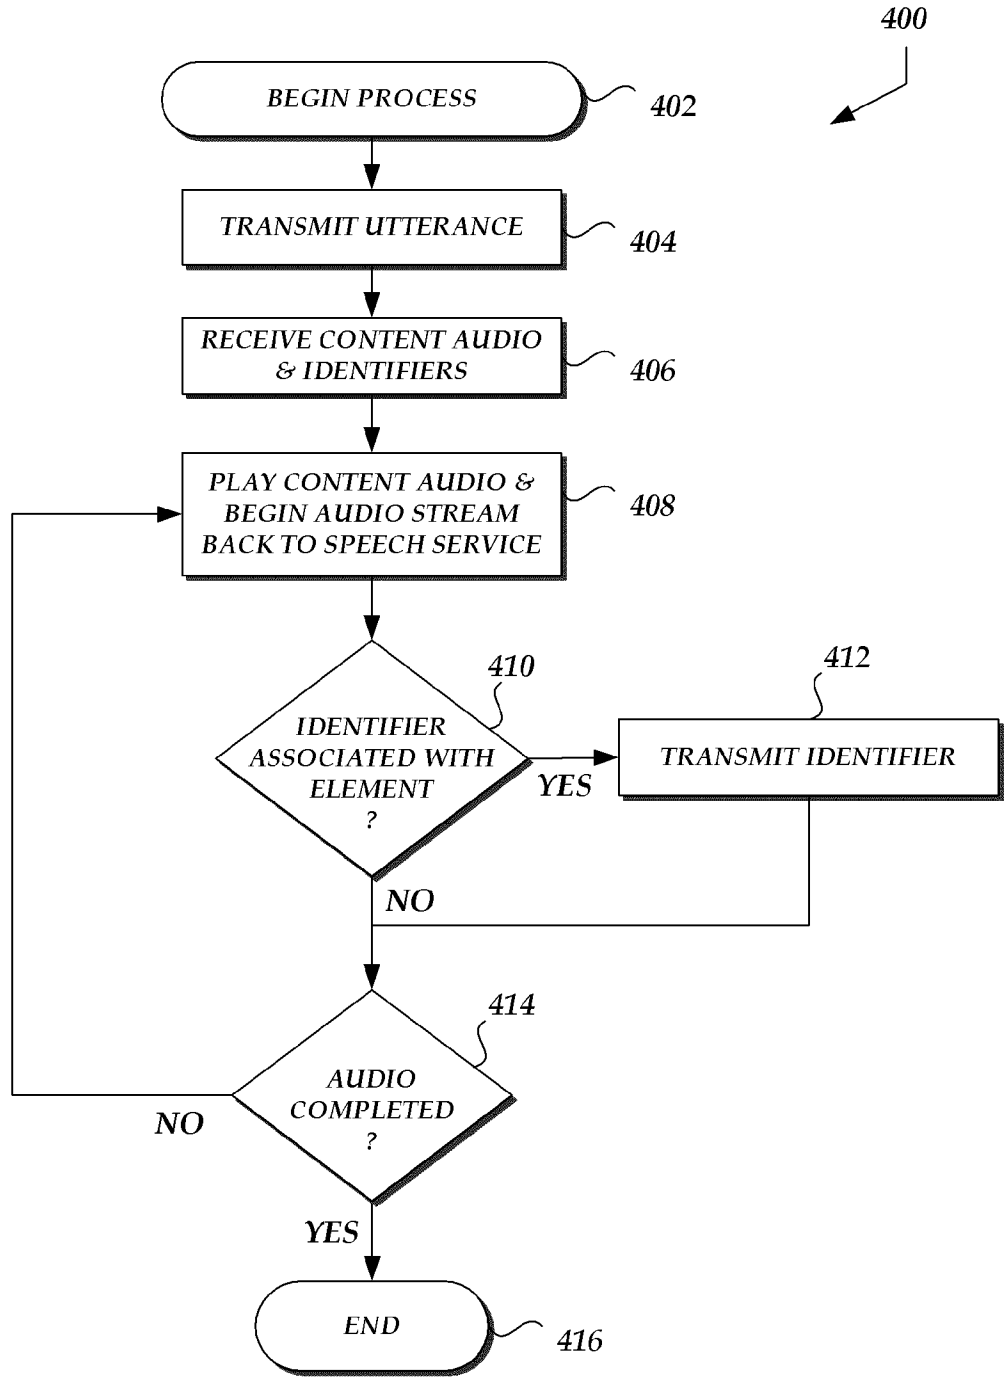 400
BEGIN PROCESS
402
TRANSMIT UTTERANCE
404
RECEIVE CONTENT AUDIO
& IDENTIFIERS
406
PLAY CONTENT AUDIO &
BEGIN AUDIO STREAM
BACK TO SPEECH SERVICE
408
410
IDENTIFIER
ASSOCIATED WITH
ELEMENT
?
YES
412
TRANSMIT IDENTIFIER
NO
414
AUDIO
COMPLETED
?
NO
YES
END
416